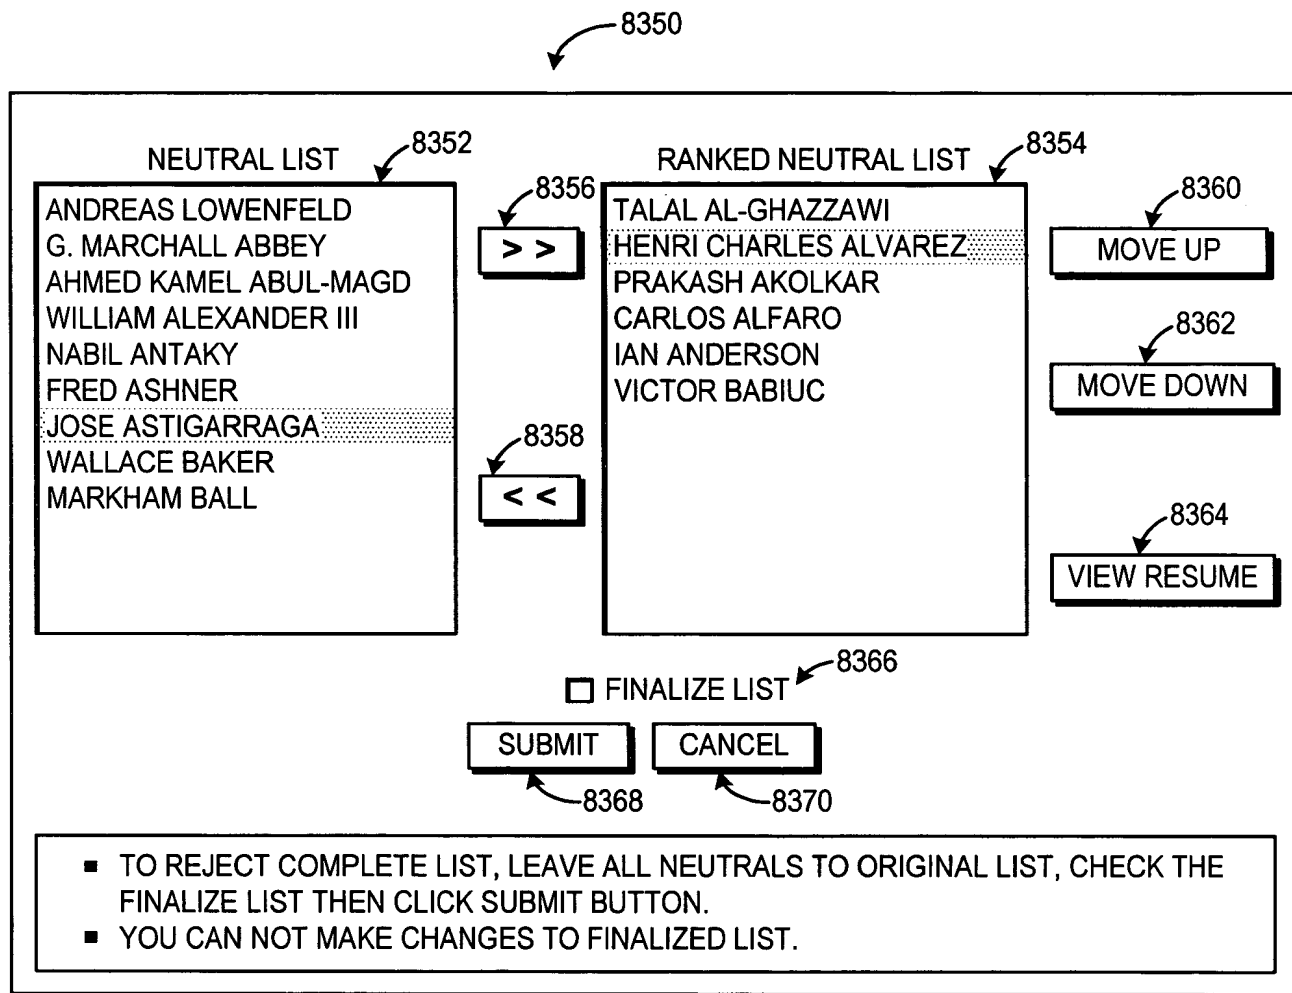 8350
NEUTRAL LIST
8352
ANDREAS LOWENFELD
G. MARCHALL ABBEY
AHMED KAMEL ABUL-MAGD
WILLIAM ALEXANDER III
NABIL ANTAKY
FRED ASHNER
JOSE ASTIGARRAGA
WALLACE BAKER
MARKHAM BALL
8356
> >
8358
< <
RANKED NEUTRAL LIST
8354
TALAL AL-GHAZZAWI
HENRI CHARLES ALVAREZ
PRAKASH AKOLKAR
CARLOS ALFARO
IAN ANDERSON
VICTOR BABIUC
8360
MOVE UP
8362
MOVE DOWN
8364
VIEW RESUME
8366
FINALIZE LIST
SUBMIT
CANCEL
8368
8370
▪ TO REJECT COMPLETE LIST, LEAVE ALL NEUTRALS TO ORIGINAL LIST, CHECK THE
FINALIZE LIST THEN CLICK SUBMIT BUTTON.
▪ YOU CAN NOT MAKE CHANGES TO FINALIZED LIST.